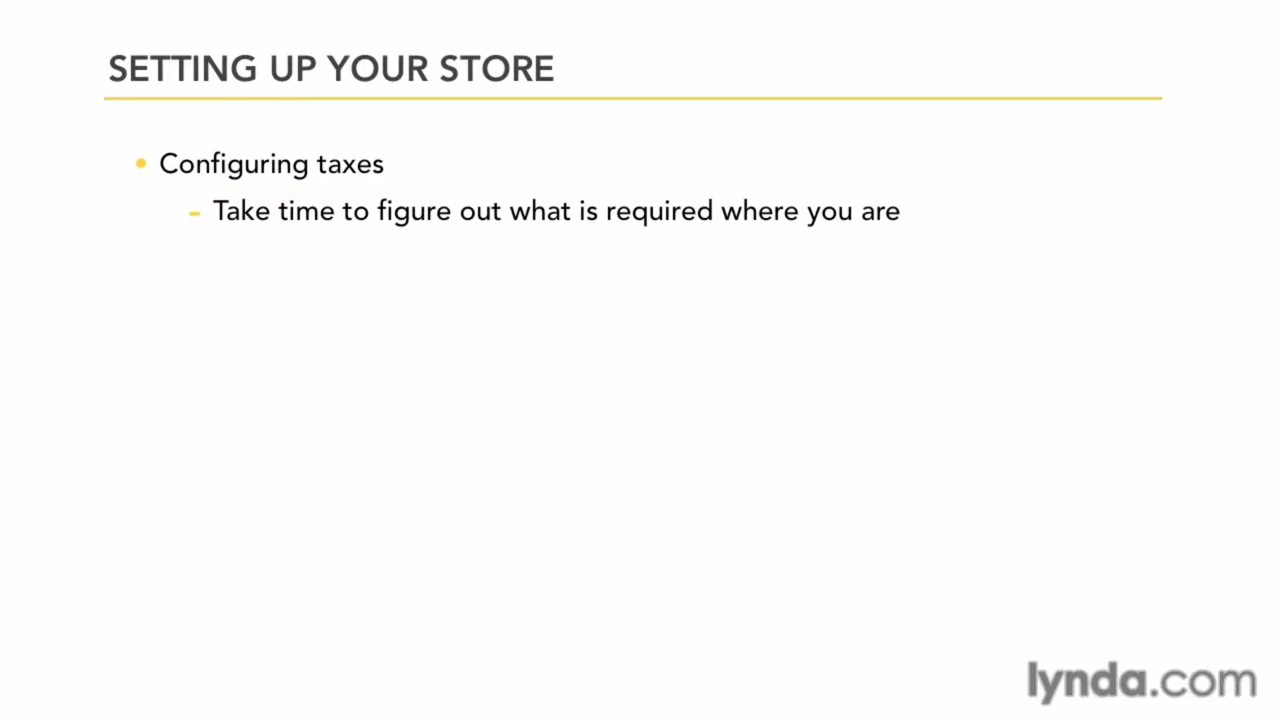 SETTING UP YOUR STORE
• Configuring taxes
– Take time to figure out what is required where you are
lynda.com